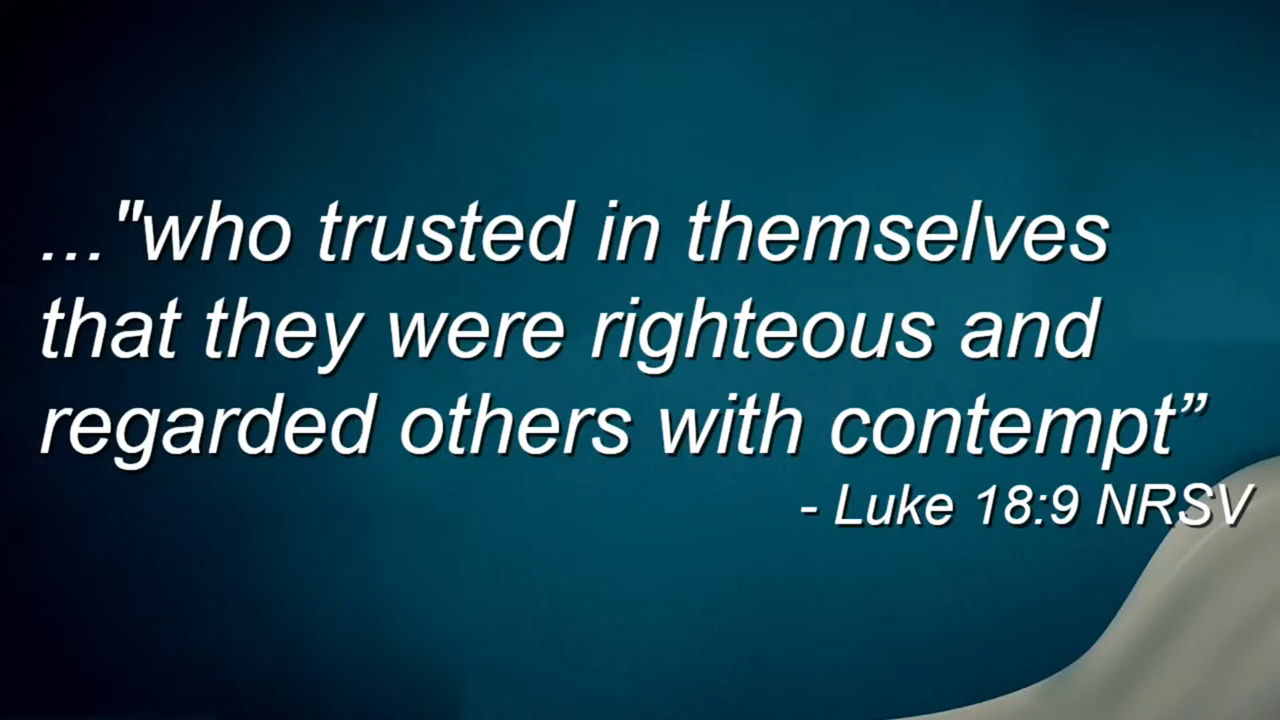 ..."who trusted in themselves
that they were righteous and
regarded others with contempt”
- Luke 18:9 NRSV